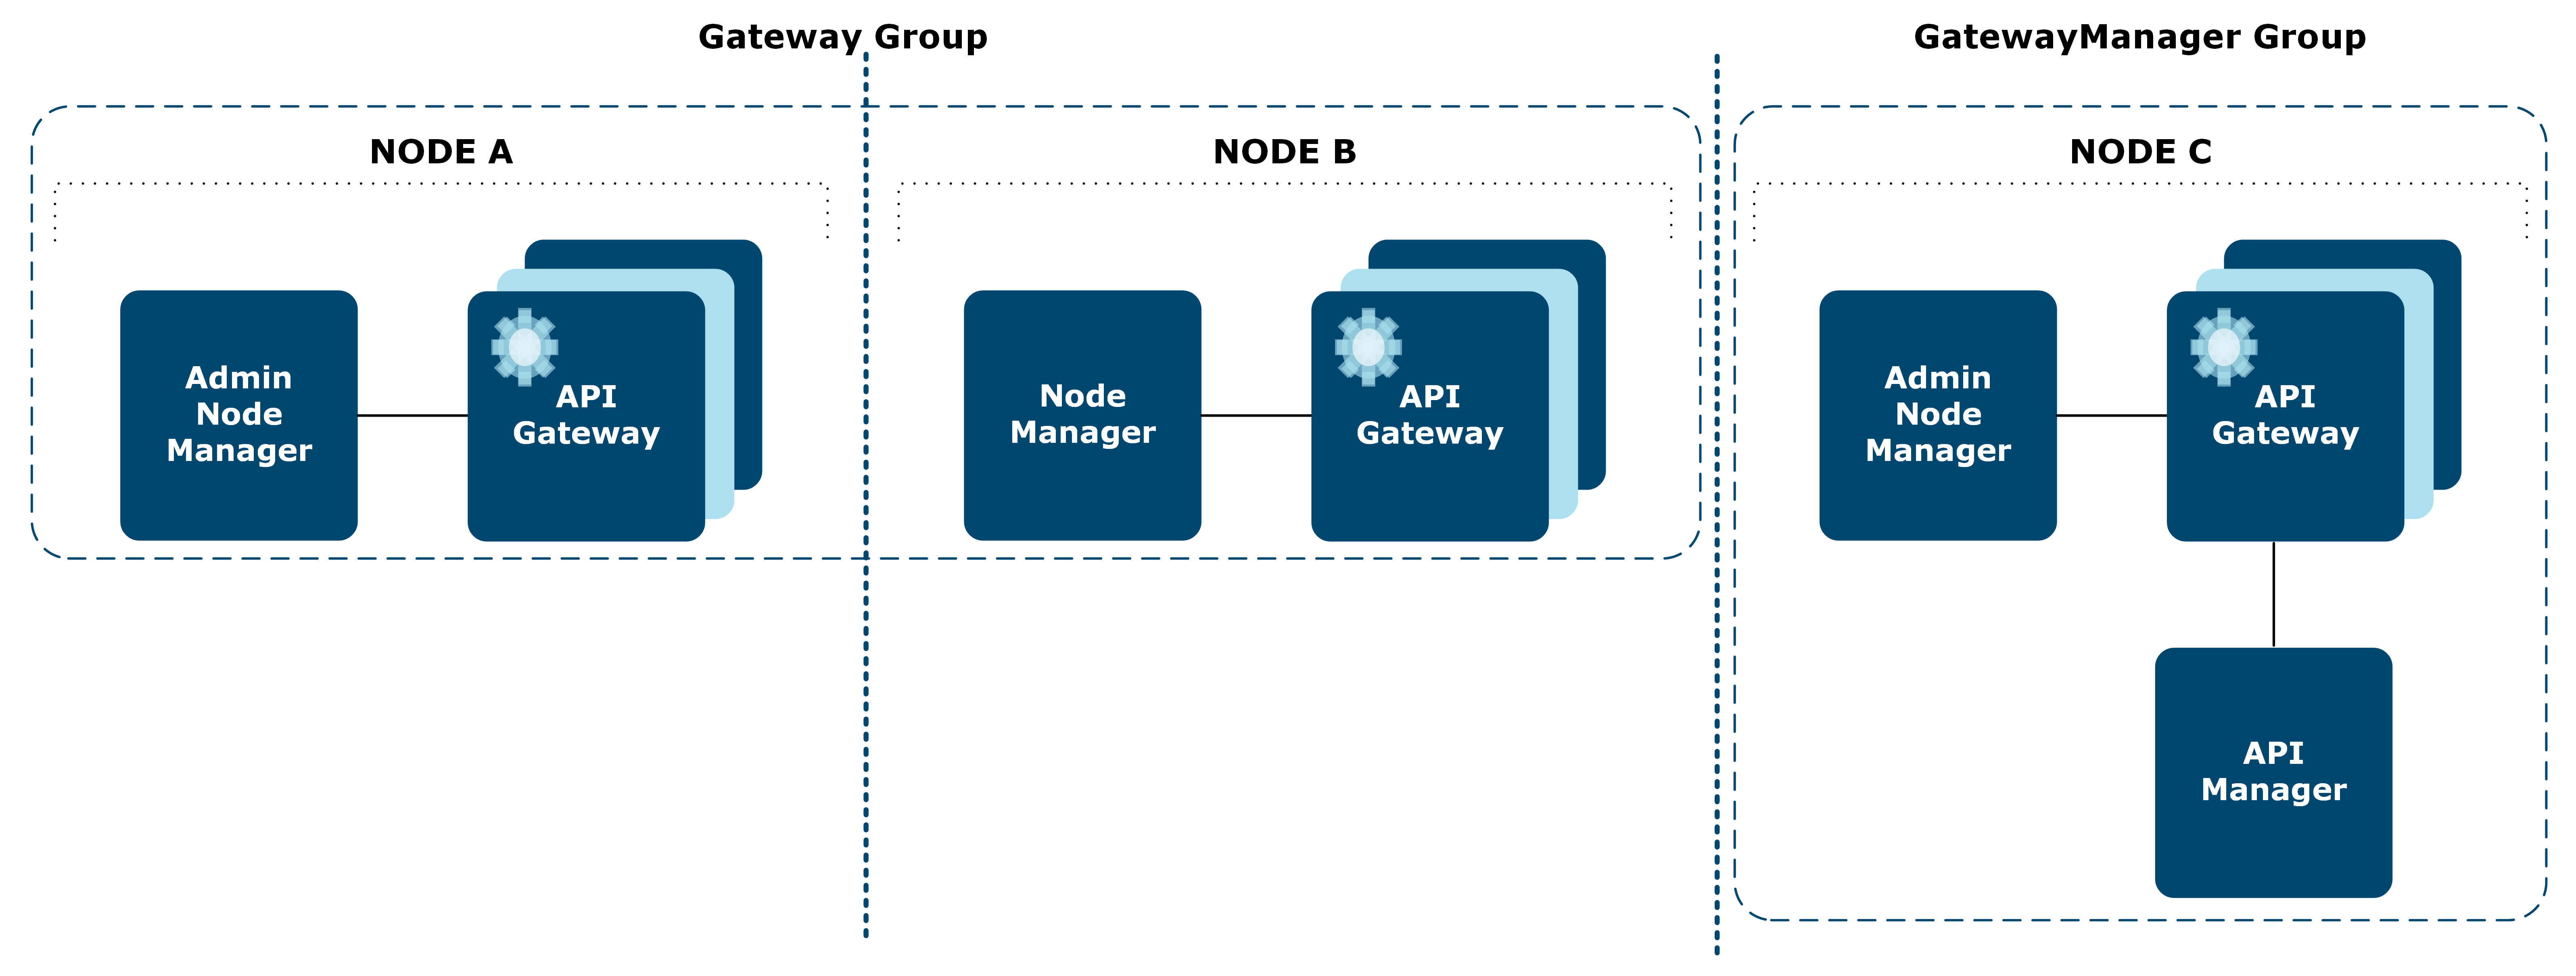 Gateway Group
GatewayManager Group
NODE A
NODE B
NODE C
Admin
Node
Manager
API
Gateway
Node
Manager
API
Gateway
Admin
Node
Manager
API
Gateway
API
Manager